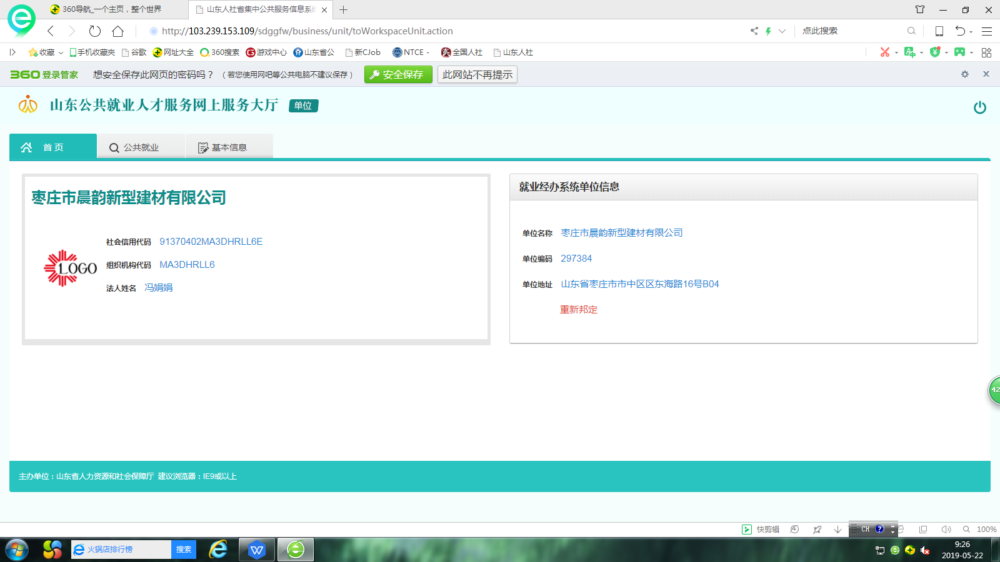 360导航_一个主页，整个世界
山东人社省集中公共服务信息系
http://103.239.153.109/sdggfw/business/unit/toWorkspaceUnit.action
点此搜索
收藏 手机收藏夹 谷歌 网址大全 360搜索 游戏中心 山东省公 新CJob NTCE - 全国人社 山东人社
360登录管家 想安全保存此网页的密码吗？（若您使用网吧等公共电脑不建议保存） 安全保存 此网站不再提示
山东公共就业人才服务网上服务大厅 单位
首 页 公共就业 基本信息
枣庄市晨韵新型建材有限公司
LOGO
社会信用代码 91370402MA3DHRLL6E
组织机构代码 MA3DHRLL6
法人姓名 冯娟娟
就业经办系统单位信息
单位名称 枣庄市晨韵新型建材有限公司
单位编码 297384
单位地址 山东省枣庄市市中区区东海路16号B04
重新邦定
42
主办单位：山东省人力资源和社会保障厅 建议浏览器：IE9或以上
快剪辑 CH 100%
火锅店排行榜 搜索
9:26
2019-05-22